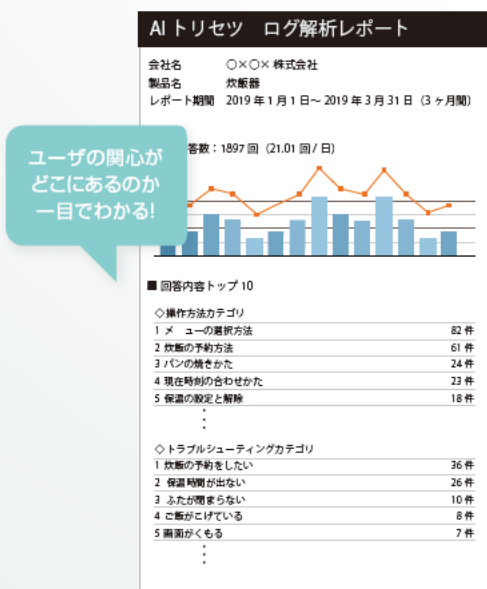 AI トリセツ　ログ解析レポート
会社名　○×○× 株式会社
製品名　炊飯器
レポート期間　2019 年 1 月 1 日～ 2019 年 3 月 31 日（3 ヶ月間）
答数：1897 回（21.01 回 / 日）
ユーザの関心が
どこにあるのか
一目でわかる!
■ 回答内容トップ 10
◇操作方法カテゴリ
1 メ　ューの選択方法　82 件
2 炊飯の予約方法　61 件
3 パンの焼きかた　24 件
4 現在時刻の合わせかた　23 件
5 保温の設定と解除　18 件
◇トラブルシューティングカテゴリ
1 炊飯の予約をしたい　36 件
2 保温時間が出ない　26 件
3 ふたが閉まらない　10 件
4 ご飯がこげている　8 件
5 画面がくもる　7 件